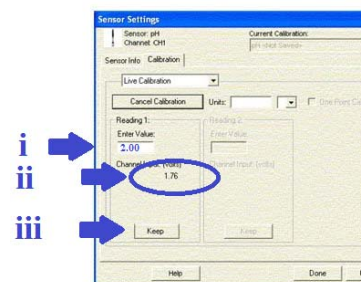 Sensor Settings
Sensor: pH
Channel: CH1
Current Calibration:
Sensor Info Calibration
Live Calibration
Cancel Calibration Units: One Point Cal
Reading 1: Reading 2
Enter Value: Enter Value
i 2.00
Channel Input: (volts) Channel Input: (volts)
ii 1.76
iii Keep Keep
Help Done